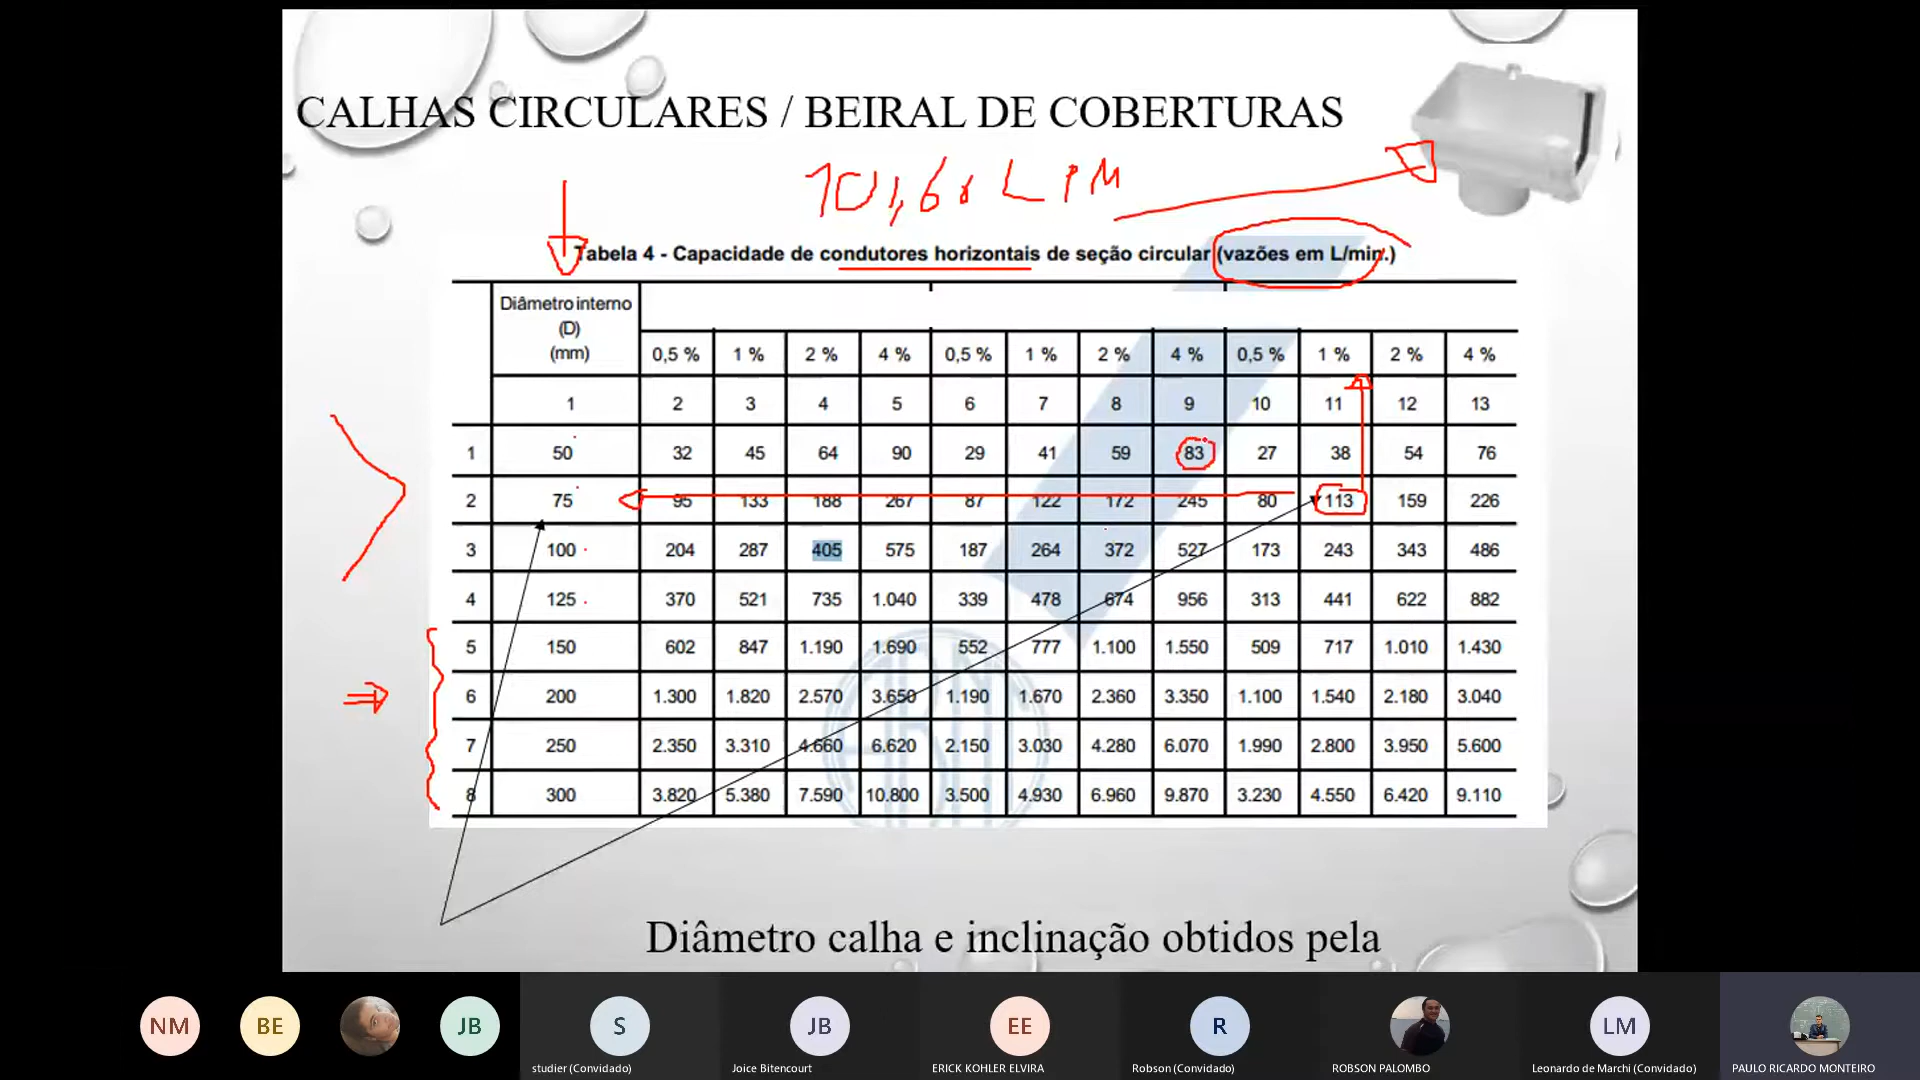 CALHAS CIRCULARES / BEIRAL DE COBERTURAS
Tabela 4 - Capacidade de condutores horizontais de seção circular (vazões em L/min.)
Diâmetro interno
(D)
(mm) 0,5 % 1 % 2 % 4 % 0,5 % 1 % 2 % 4 % 0,5 % 1 % 2 % 4 %
1 2 3 4 5 6 7 8 9 10 11 12 13
1 50 32 45 64 90 29 41 59 83 27 38 54 76
2 75 95 133 188 267 87 122 172 245 80 113 159 226
3 100 204 287 405 575 187 264 372 527 173 243 343 486
4 125 370 521 735 1.040 339 478 674 956 313 441 622 882
5 150 602 847 1.190 1.690 552 777 1.100 1.550 509 717 1.010 1.430
6 200 1.300 1.820 2.570 3.650 1.190 1.670 2.360 3.350 1.100 1.540 2.180 3.040
7 250 2.350 3.310 4.660 6.620 2.150 3.030 4.280 6.070 1.990 2.800 3.950 5.600
8 300 3.820 5.380 7.590 10.800 3.500 4.930 6.960 9.870 3.230 4.550 6.420 9.110
Diâmetro calha e inclinação obtidos pela
NM BE JB S JB EE R LM
studier (Convidado) Joice Bitencourt ERICK KOHLER ELVIRA Robson (Convidado) ROBSON PALOMBO Leonardo de Marchi (Convidado) PAULO RICARDO MONTEIRO